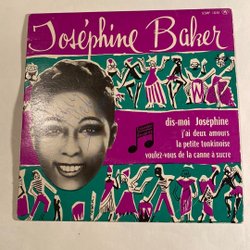 Joséphine Baker
dis-moi Joséphine
j'ai deux amours
la petite tonkinoise
voulez-vous de la canne à sucre